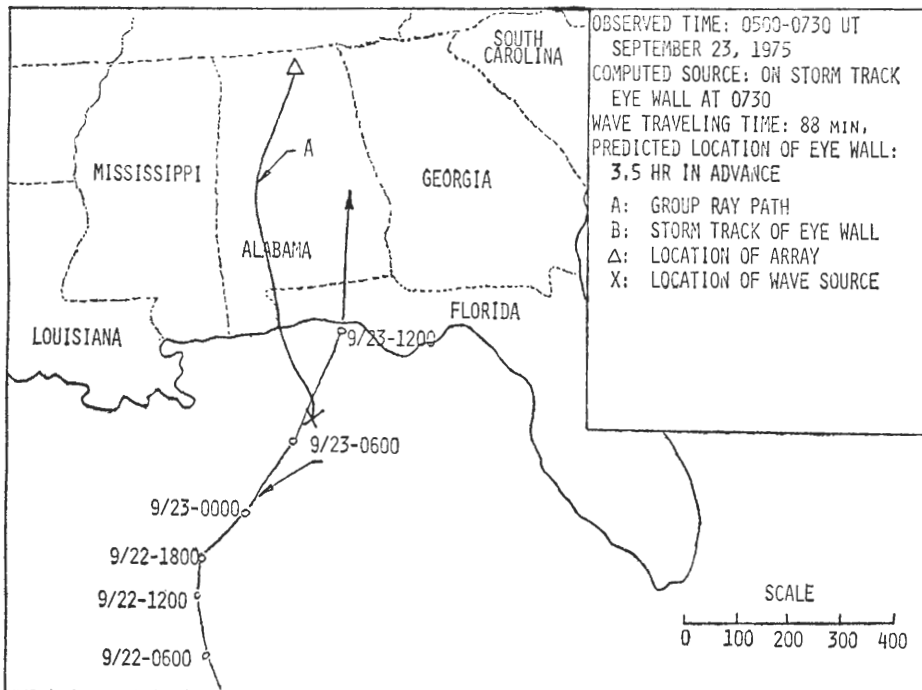 OBSERVED TIME: 0500-0730 UT
SEPTEMBER 23, 1975
COMPUTED SOURCE: ON STORM TRACK
EYE WALL AT 0730
WAVE TRAVELING TIME: 88 MIN.
PREDICTED LOCATION OF EYE WALL:
3.5 HR IN ADVANCE
A: GROUP RAY PATH
B: STORM TRACK OF EYE WALL
△: LOCATION OF ARRAY
X: LOCATION OF WAVE SOURCE
SOUTH
CAROLINA
A
MISSISSIPPI
GEORGIA
ALABAMA
FLORIDA
LOUISIANA
9/23-1200
X
9/23-0600
9/23-0000
9/22-1800
9/22-1200
9/22-0600
SCALE
0 100 200 300 400